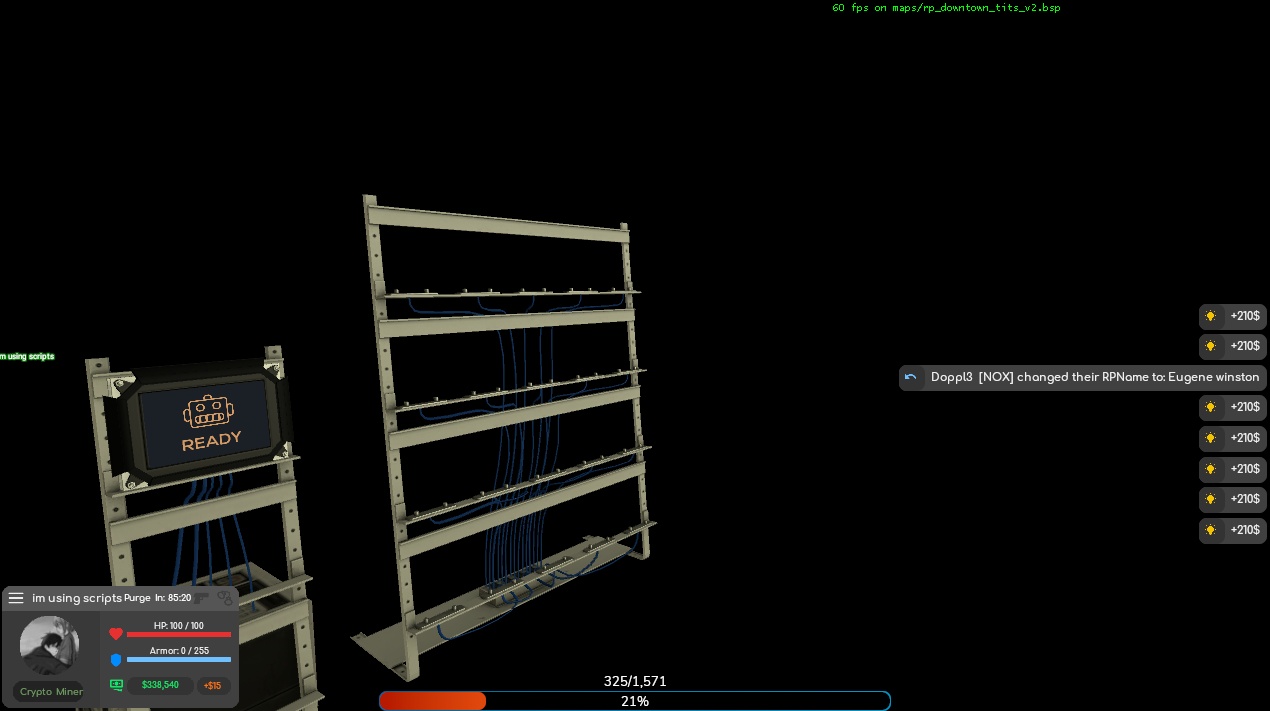 60 fps on maps/rp_downtown_tits_v2.bsp
+210$
+210$
Doppl3 [NOX] changed their RPName to: Eugene winston
+210$
+210$
+210$
+210$
+210$
m using scripts
READY
im using scripts Purge In: 85:20
HP: 100 / 100
Armor: 0 / 255
$338,540 +$15
Crypto Miner
325/1,571
21%